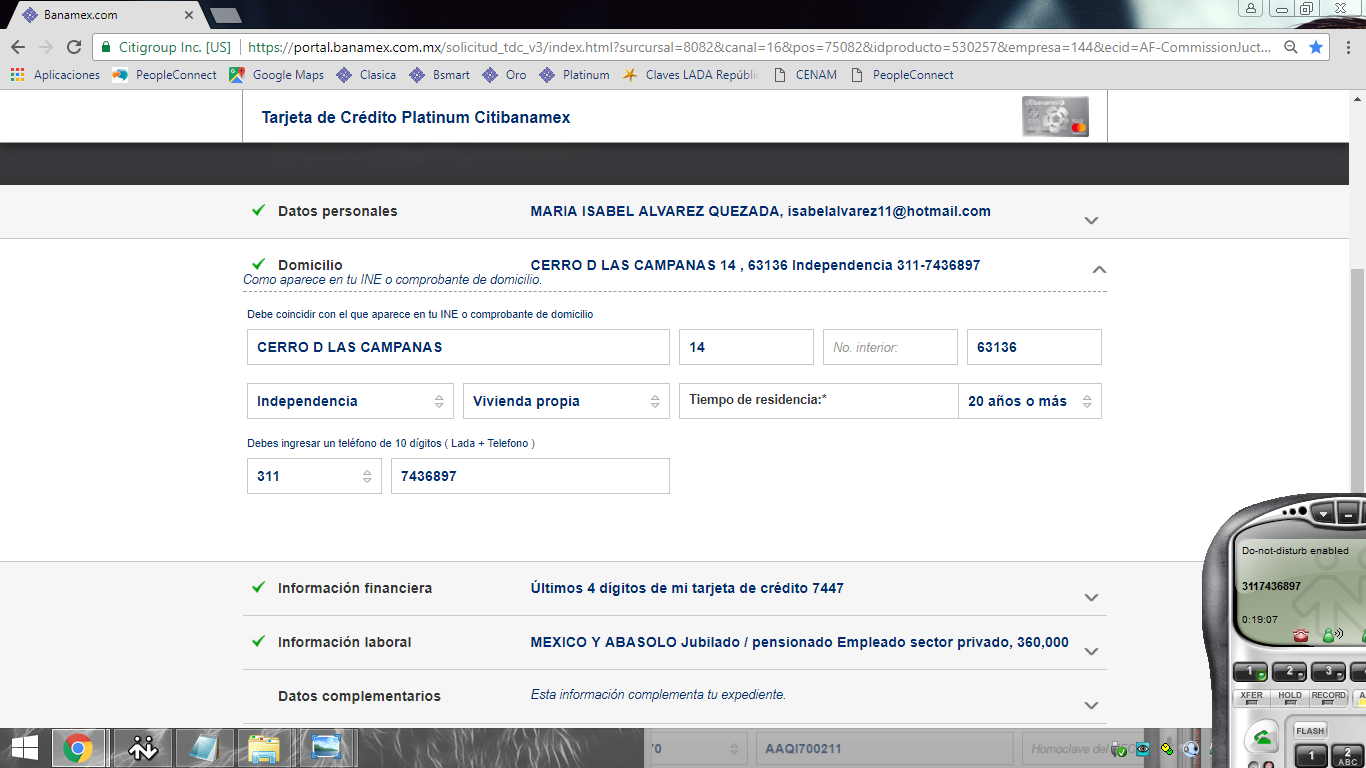 Banamex.com
Citigroup Inc. [US] https://portal.banamex.com.mx/solicitud_tdc_v3/index.html?surcursal=8082&canal=16&pos=75082&idproducto=530257&empresa=144&ecid=AF-CommissionJuct...
Aplicaciones PeopleConnect Google Maps Clasica Bsmart Oro Platinum Claves LADA Repúbli CENAM PeopleConnect
Tarjeta de Crédito Platinum Citibanamex
citibanamex
Datos personales MARIA ISABEL ALVAREZ QUEZADA, isabelalvarez11@hotmail.com
Domicilio CERRO D LAS CAMPANAS 14 , 63136 Independencia 311-7436897
Como aparece en tu INE o comprobante de domicilio.
Debe coincidir con el que aparece en tu INE o comprobante de domicilio
CERRO D LAS CAMPANAS 14 No. interior: 63136
Independencia Vivienda propia Tiempo de residencia:* 20 años o más
Debes ingresar un teléfono de 10 dígitos ( Lada + Telefono )
311 7436897
Do-not-disturb enabled
3117436897
0:19:07
Información financiera Últimos 4 dígitos de mi tarjeta de crédito 7447
Información laboral MEXICO Y ABASOLO Jubilado / pensionado Empleado sector privado, 360,000
Datos complementarios Esta información complementa tu expediente.
1 2 3
XFER HOLD RECORD A
FLASH
1 2 ABC
70 AAQI700211 Homoclave del